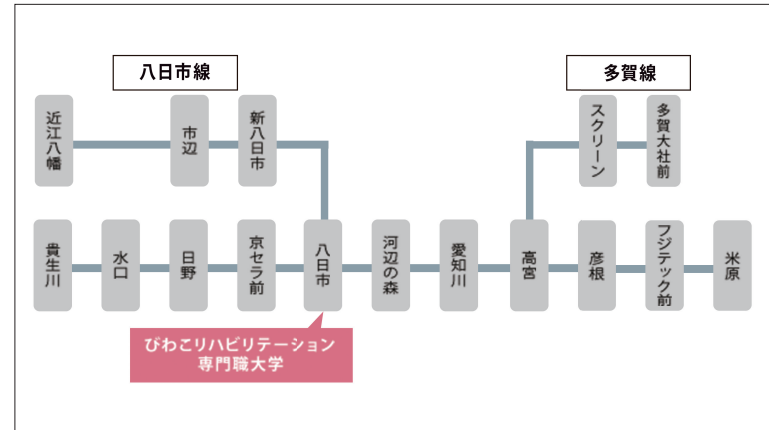 八日市線
多賀線
近江八幡
市辺
新八日市
スクリーン
多賀大社前
貴生川
水口
日野
京セラ前
八日市
河辺の森
愛知川
高宮
彦根
フジテック前
米原
びわこリハビリテーション
専門職大学